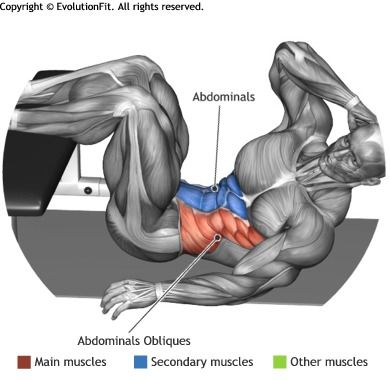 Copyright © EvolutionFit. All rights reserved.
Abdominals
Abdominals Obliques
Main muscles Secondary muscles Other muscles